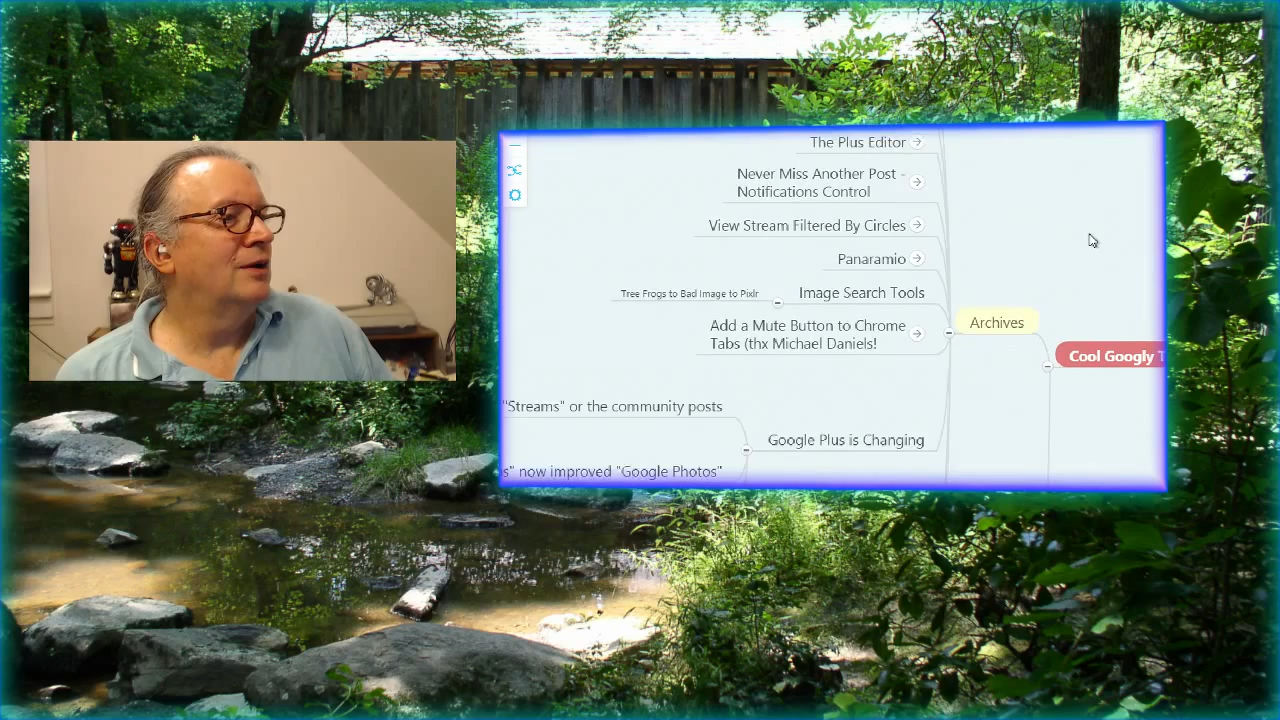 The Plus Editor
Never Miss Another Post -
Notifications Control
View Stream Filtered By Circles
Panaramio
Tree Frogs to Bad Image to Pixlr
Image Search Tools
Add a Mute Button to Chrome
Tabs (thx Michael Daniels!
Archives
Cool Googly
"Streams" or the community posts
Google Plus is Changing
s" now improved "Google Photos"